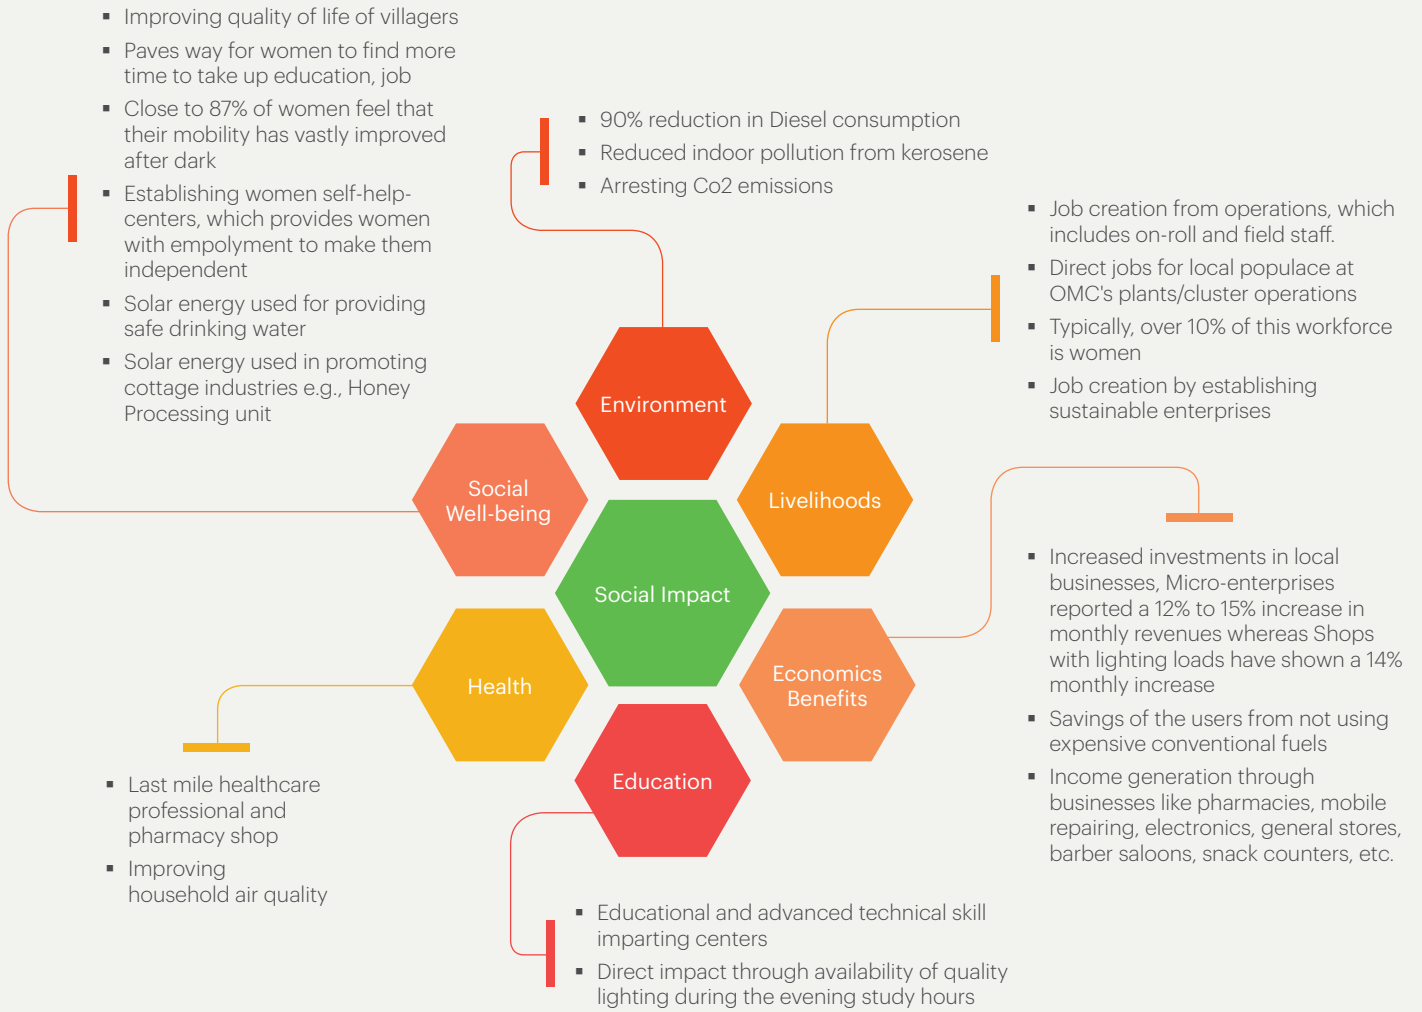 ▪ Improving quality of life of villagers
▪ Paves way for women to find more
time to take up education, job
▪ Close to 87% of women feel that
their mobility has vastly improved
after dark
▪ Establishing women self-help-
centers, which provides women
with empolyment to make them
independent
▪ Solar energy used for providing
safe drinking water
▪ Solar energy used in promoting
cottage industries e.g., Honey
Processing unit
▪ 90% reduction in Diesel consumption
▪ Reduced indoor pollution from kerosene
▪ Arresting Co2 emissions
▪ Job creation from operations, which
includes on-roll and field staff.
▪ Direct jobs for local populace at
OMC's plants/cluster operations
▪ Typically, over 10% of this workforce
is women
▪ Job creation by establishing
sustainable enterprises
Environment
Social
Well-being
Livelihoods
Social Impact
Health
Economics
Benefits
Education
▪ Increased investments in local
businesses, Micro-enterprises
reported a 12% to 15% increase in
monthly revenues whereas Shops
with lighting loads have shown a 14%
monthly increase
▪ Savings of the users from not using
expensive conventional fuels
▪ Income generation through
businesses like pharmacies, mobile
repairing, electronics, general stores,
barber saloons, snack counters, etc.
▪ Last mile healthcare
professional and
pharmacy shop
▪ Improving
household air quality
▪ Educational and advanced technical skill
imparting centers
▪ Direct impact through availability of quality
lighting during the evening study hours